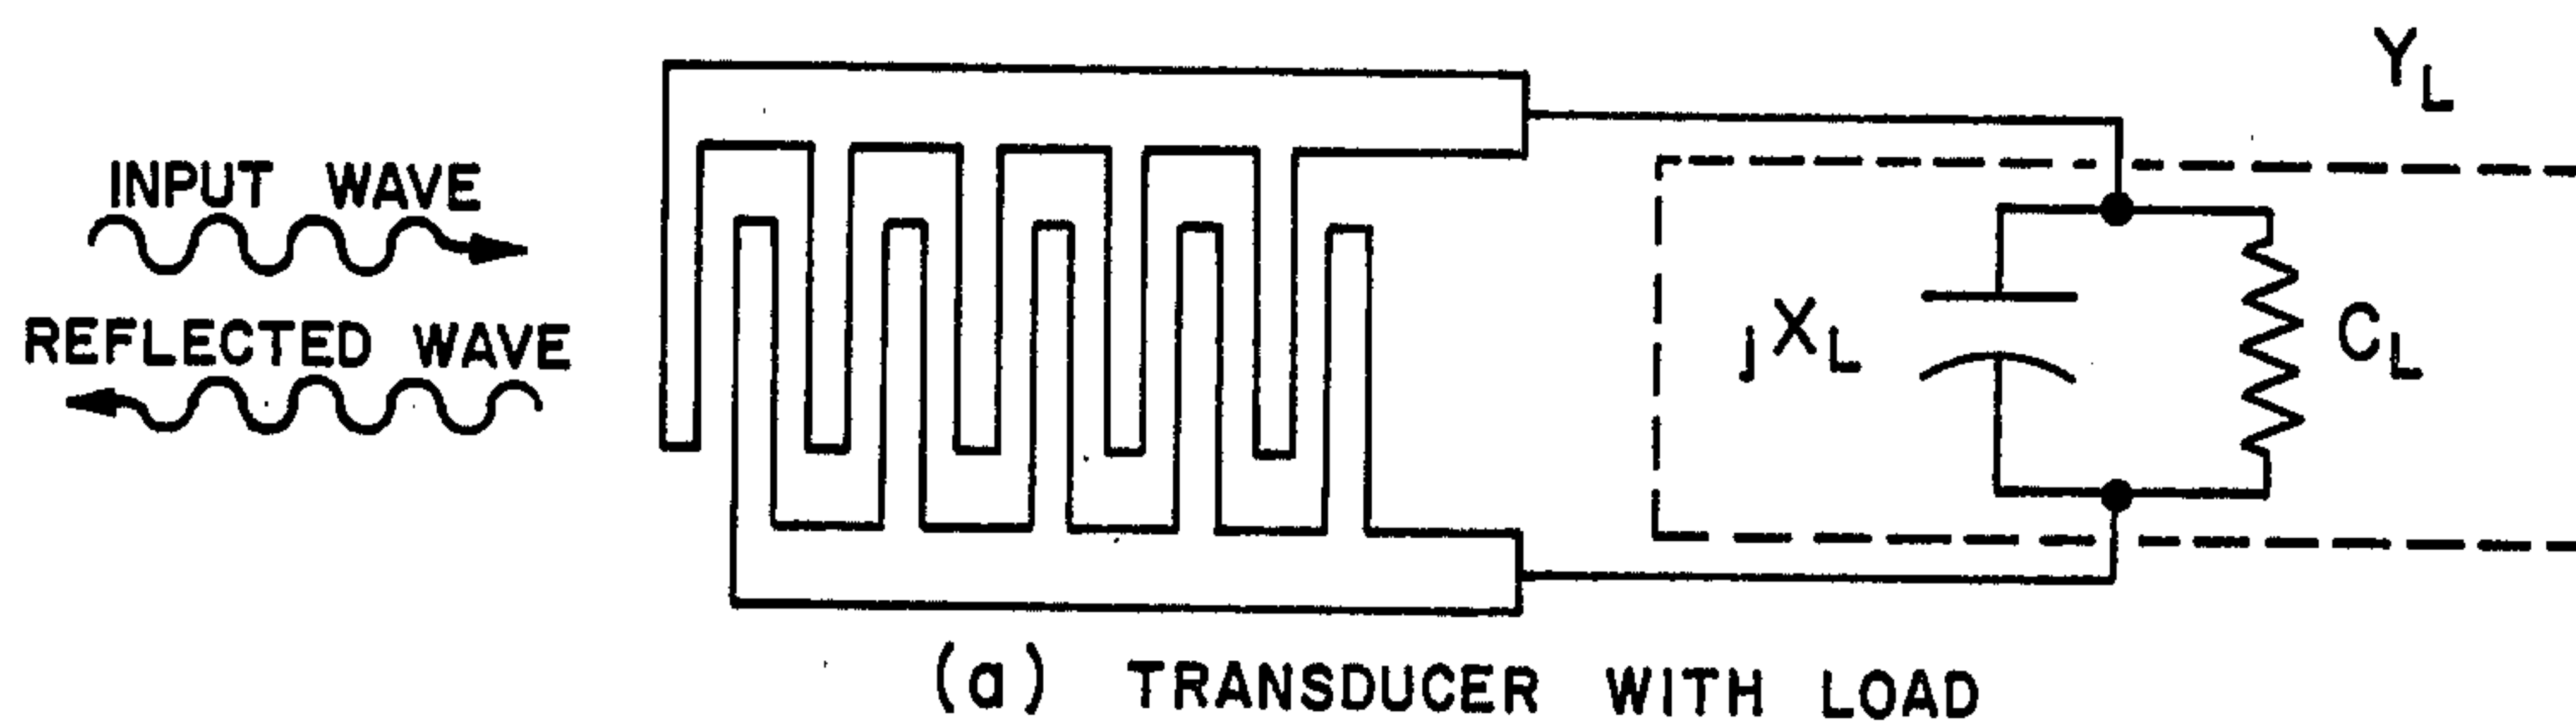 INPUT WAVE
REFLECTED WAVE
Y_L
jX_L
C_L
(a) TRANSDUCER WITH LOAD